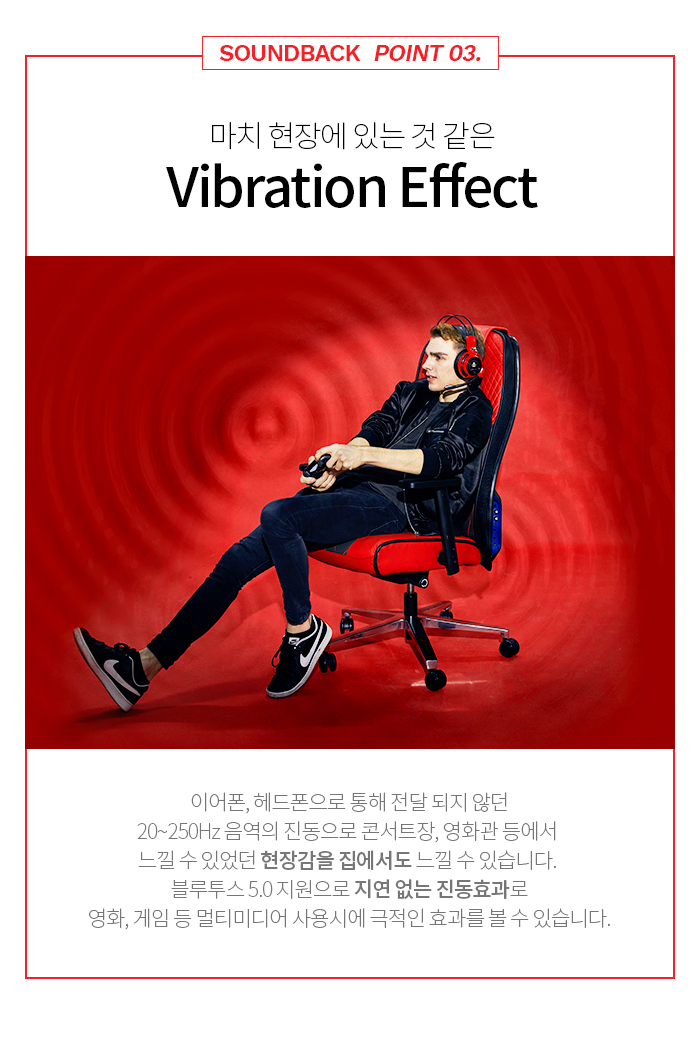 SOUNDBACK POINT 03.
마치 현장에 있는 것 같은
Vibration Effect
이어폰, 헤드폰으로 통해 전달 되지 않던
20~250Hz 음역의 진동으로 콘서트장, 영화관 등에서
느낄 수 있었던 현장감을 집에서도 느낄 수 있습니다.
블루투스 5.0 지원으로 지연 없는 진동효과로
영화, 게임 등 멀티미디어 사용시에 극적인 효과를 볼 수 있습니다.